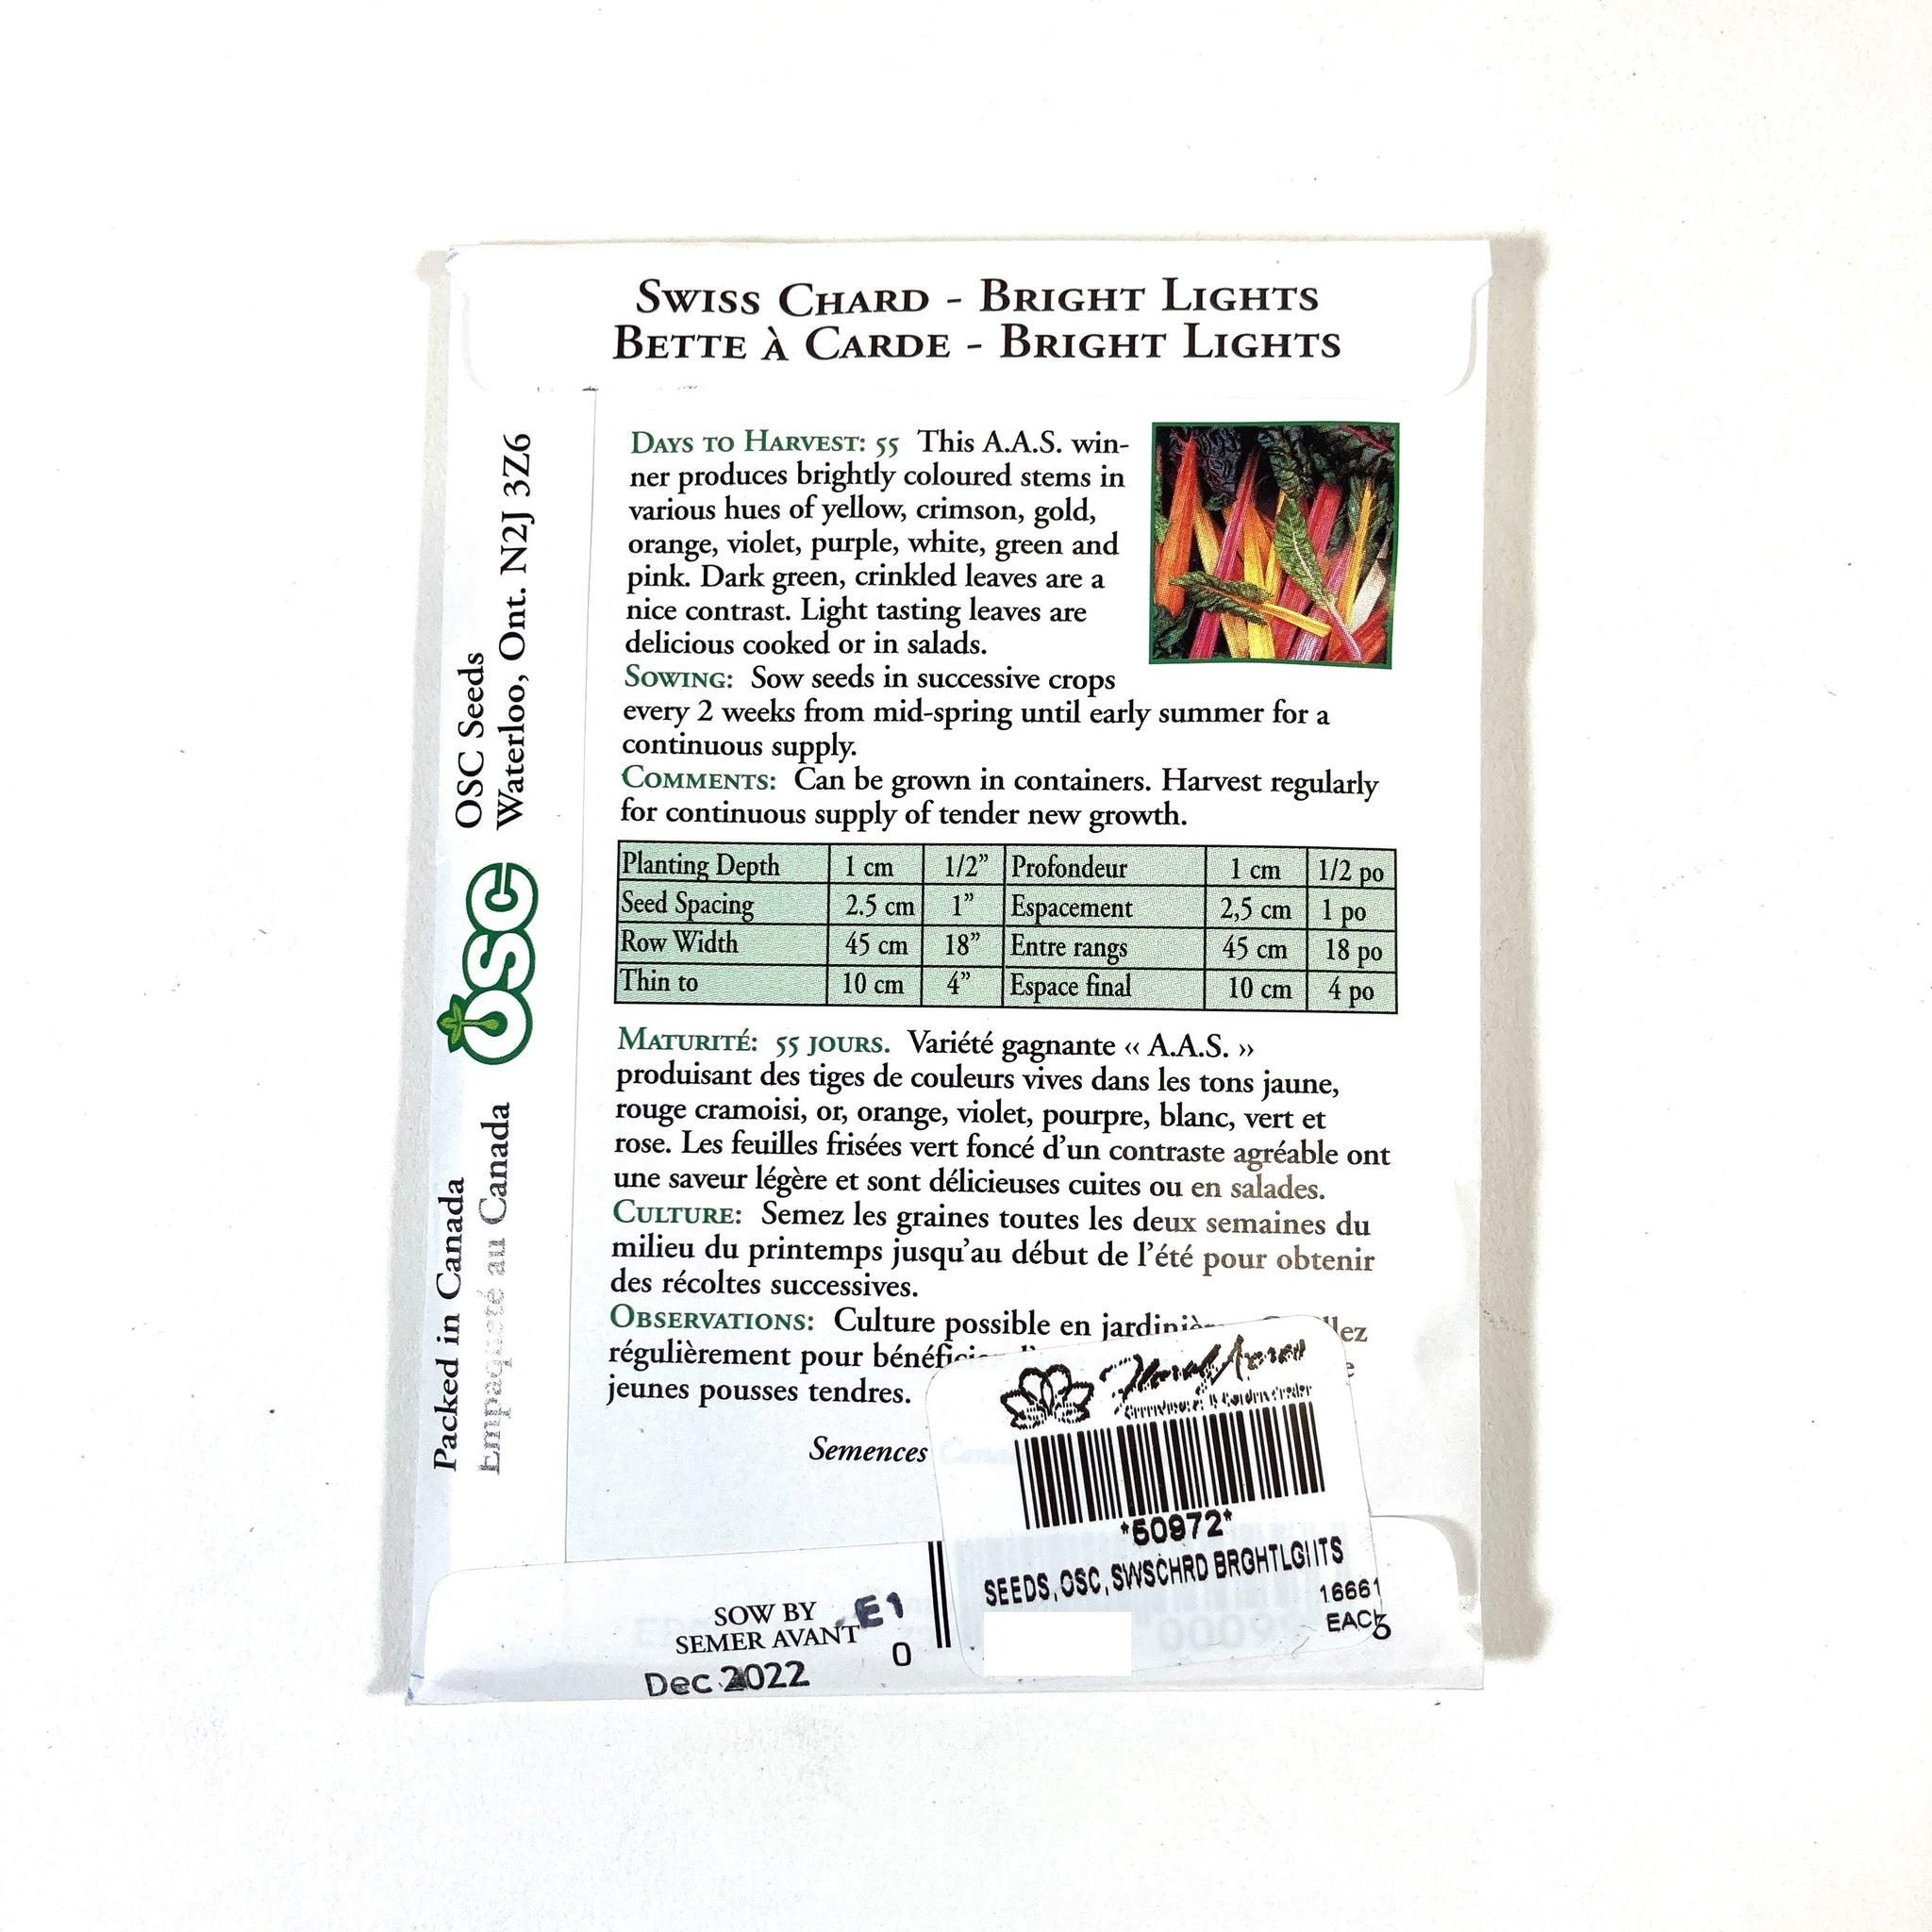 SWISS CHARD - BRIGHT LIGHTS
BETTE À CARDE - BRIGHT LIGHTS
DAYS TO HARVEST: 55 This A.A.S. win-
ner produces brightly coloured stems in
various hues of yellow, crimson, gold,
orange, violet, purple, white, green and
pink. Dark green, crinkled leaves are a
nice contrast. Light tasting leaves are
delicious cooked or in salads.
SOWING: Sow seeds in successive crops
every 2 weeks from mid-spring until early summer for a
continuous supply.
COMMENTS: Can be grown in containers. Harvest regularly
for continuous supply of tender new growth.
Planting Depth 1 cm 1/2” Profondeur 1 cm 1/2 po
Seed Spacing 2.5 cm 1” Espacement 2,5 cm 1 po
Row Width 45 cm 18” Entre rangs 45 cm 18 po
Thin to 10 cm 4” Espace final 10 cm 4 po
MATURITÉ: 55 JOURS. Variété gagnante ‹‹ A.A.S. ››
produisant des tiges de couleurs vives dans les tons jaune,
rouge cramoisi, or, orange, violet, pourpre, blanc, vert et
rose. Les feuilles frisées vert foncé d’un contraste agréable ont
une saveur légère et sont délicieuses cuites ou en salades.
CULTURE: Semez les graines toutes les deux semaines du
milieu du printemps jusqu’au début de l’été pour obtenir
des récoltes successives.
OBSERVATIONS: Culture possible en
régulièrement pour
jeunes pousses tendres.
Semences
OSC Seeds
Waterloo, Ont. N2J 3Z6
OSC
Packed in Canada
Empaqueté au Canada
*60972*
SEEDS,OSC,SWSCHRD BRGHTLGHTS
16661
EACH
SOW BY
SEMER AVANT
E1
0
Dec 2022